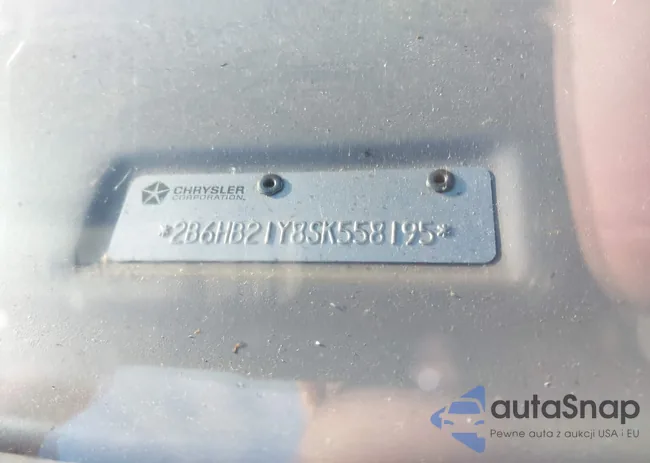 CHRYSLER
CORPORATION
*2B6HB21Y8SK558195*
autaSnap
Pewne auta z aukcji USA i EU